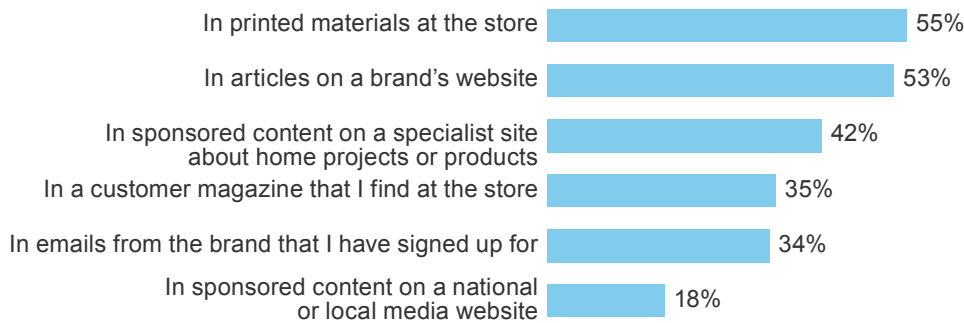 In printed materials at the store 55%
In articles on a brand’s website 53%
In sponsored content on a specialist site
about home projects or products 42%
In a customer magazine that I find at the store 35%
In emails from the brand that I have signed up for 34%
In sponsored content on a national
or local media website 18%